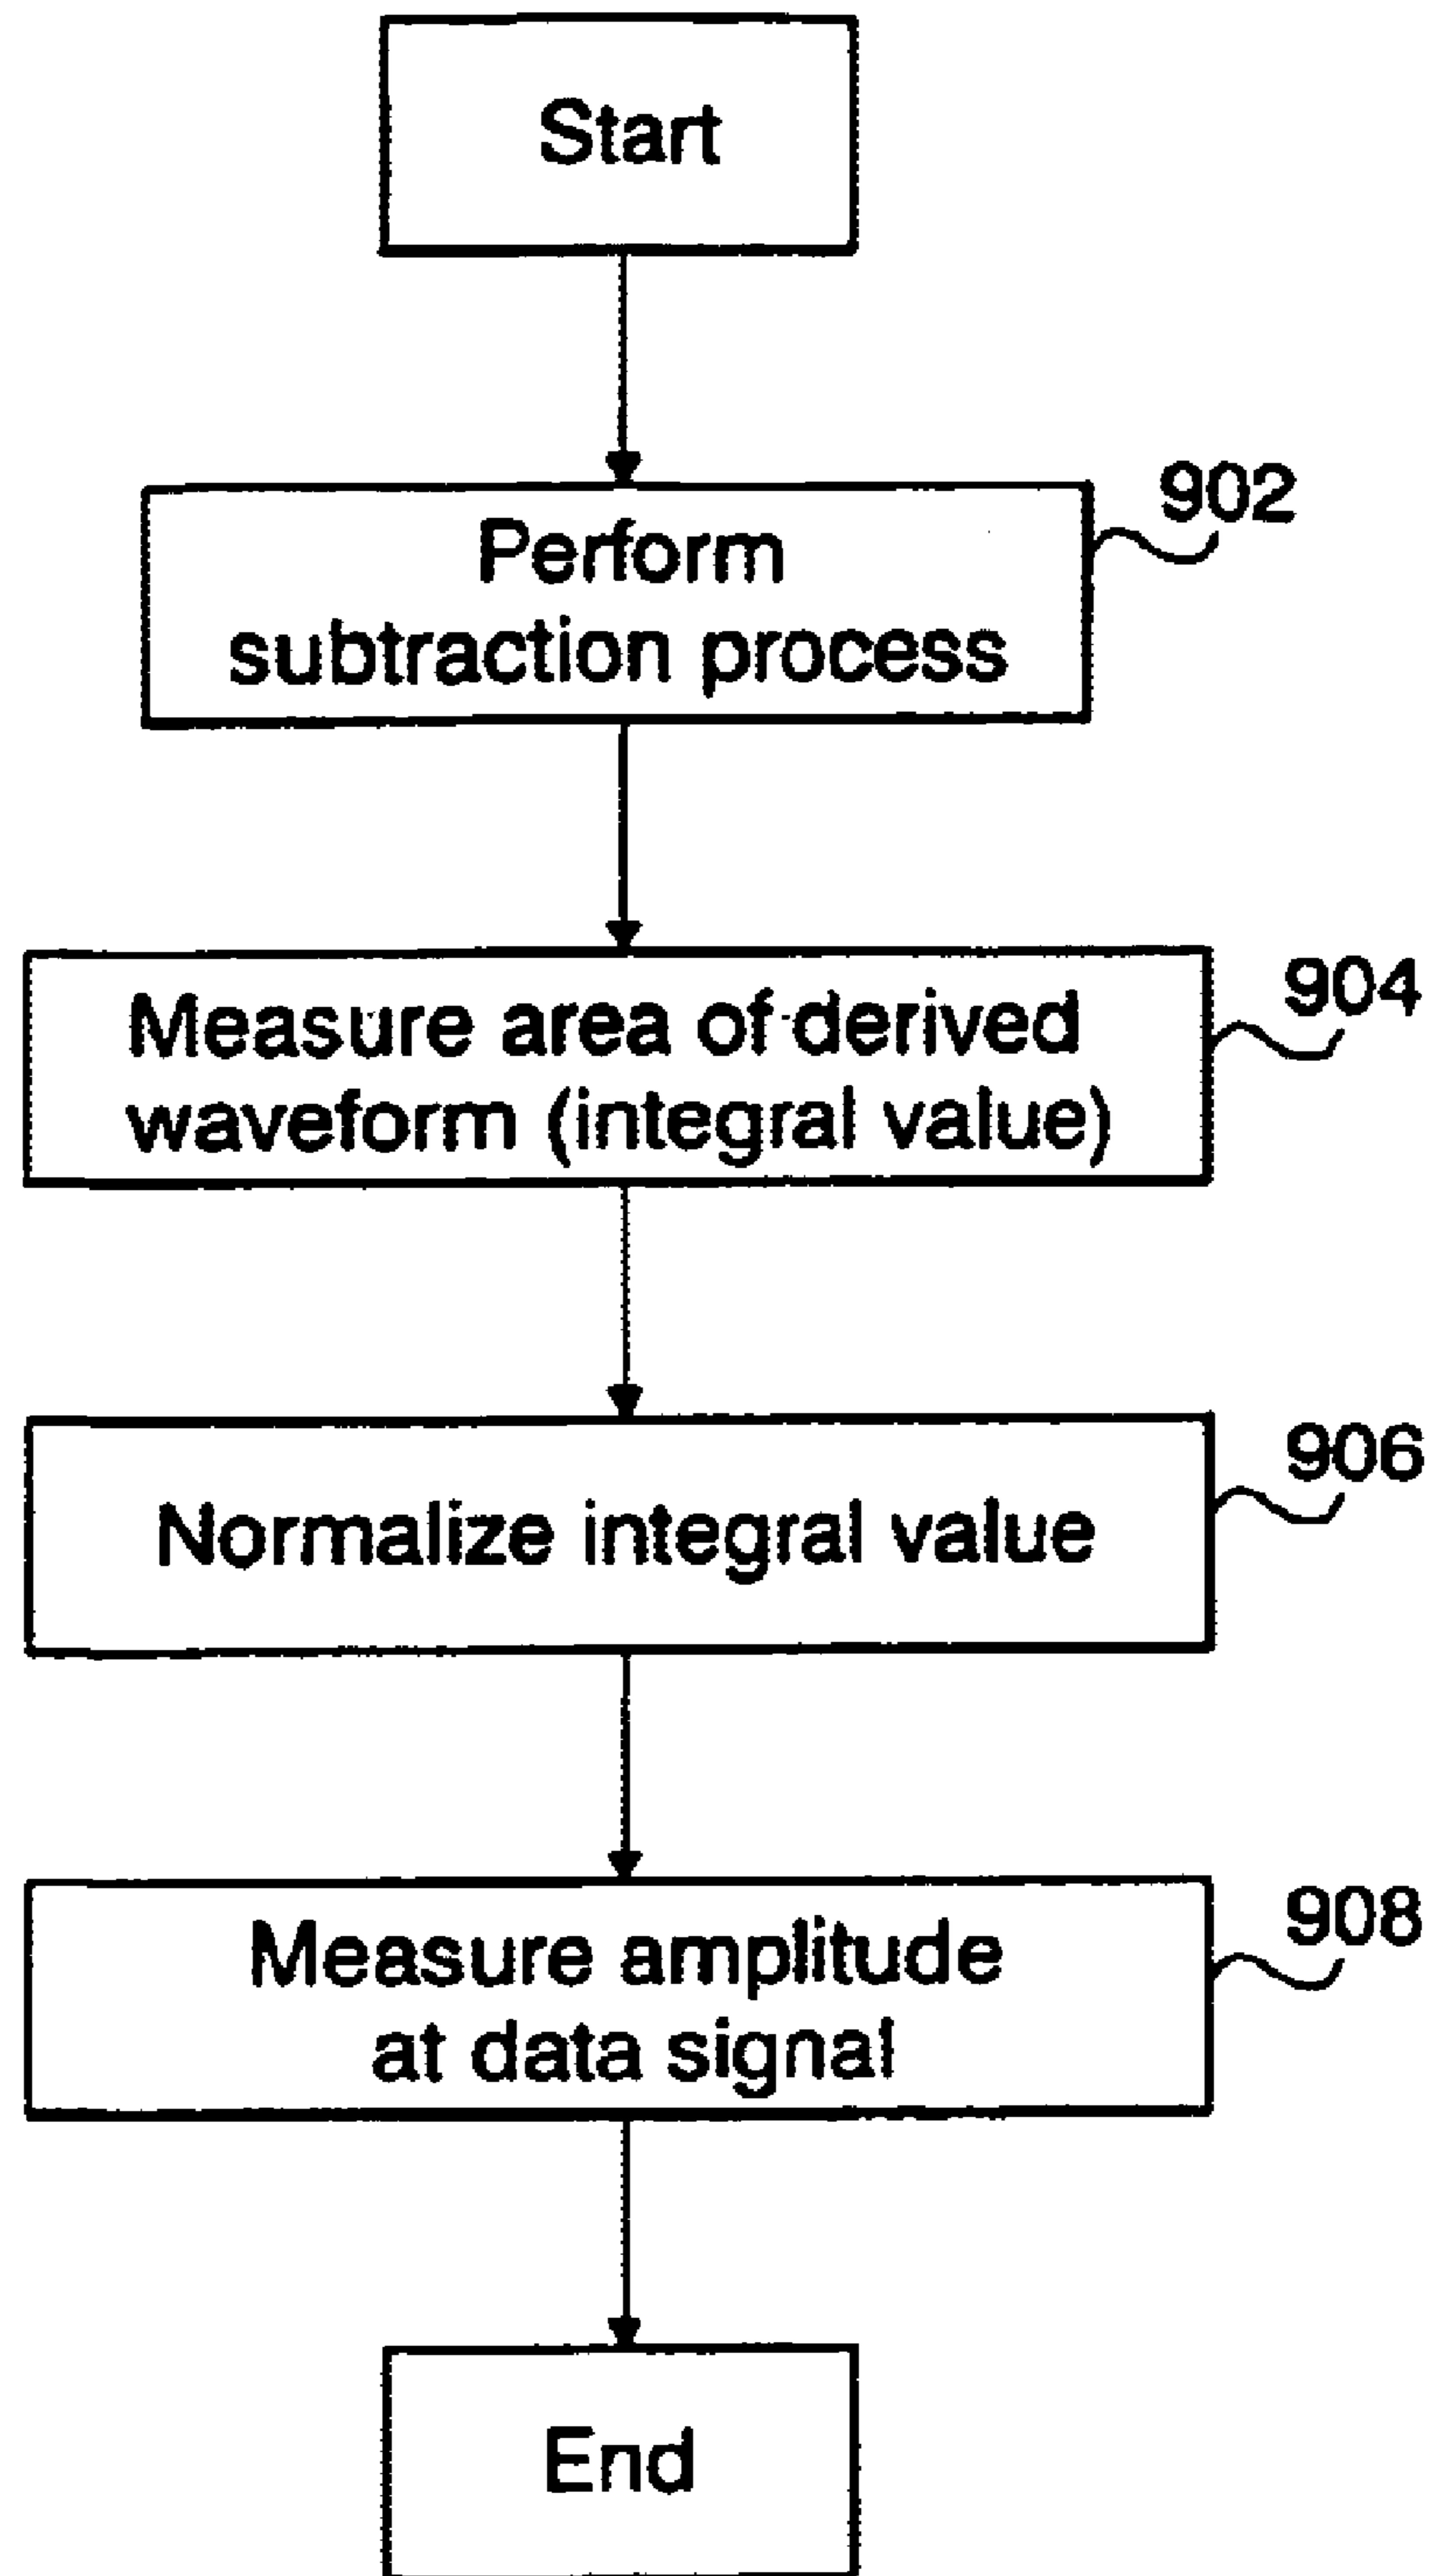 Start
902
Perform
subtraction process
904
Measure area of derived
waveform (integral value)
906
Normalize integral value
908
Measure amplitude
at data signal
End